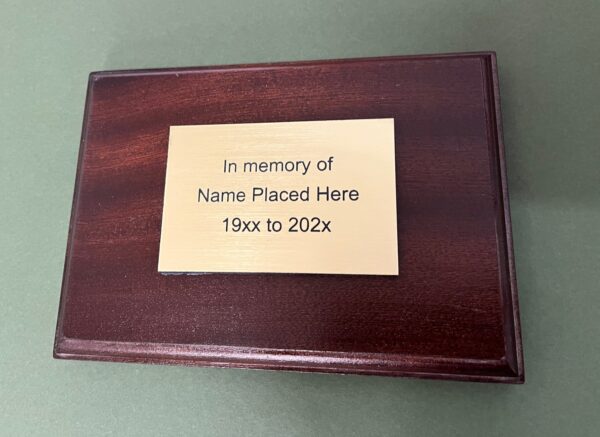 In memory of
Name Placed Here
19xx to 202x